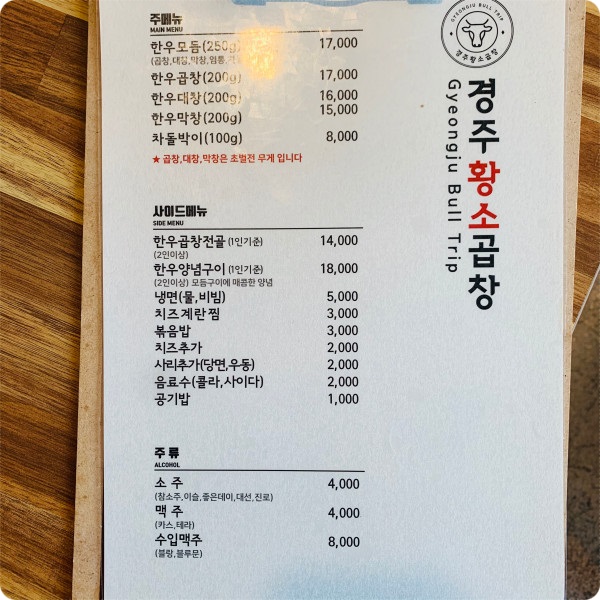 주메뉴
MAIN MENU
한우모듬(250g) 17,000
(곱창,대창,막창,염통,
한우곱창(200g) 17,000
한우대창(200g) 16,000
한우막창(200g) 15,000
차돌박이(100g) 8,000
★ 곱창,대창,막창은 초벌전 무게 입니다
사이드메뉴
SIDE MENU
한우곱창전골 (1인기준) 14,000
(2인이상)
한우양념구이 (1인기준) 18,000
(2인이상) 모듬구이에 매콤한 양념
냉면(물,비빔) 5,000
치즈계란찜 3,000
볶음밥 3,000
치즈추가 2,000
사리추가(당면,우동) 2,000
음료수(콜라,사이다) 2,000
공기밥 1,000
주 류
ALCOHOL
소 주 4,000
(참소주,이슬,좋은데이,대선,진로)
맥 주 4,000
(카스,테라)
수입맥주 8,000
(블랑,블루문)
GYEONGJU BULL TRIP
경주황소곱창
경주황소곱창
Gyeongju Bull Trip